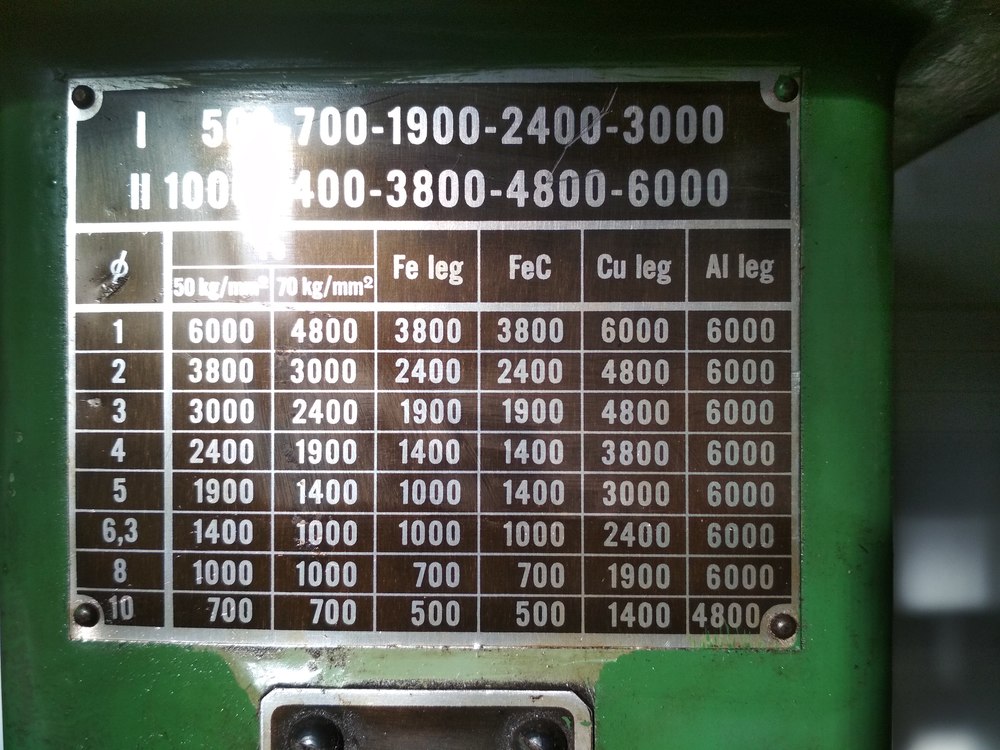 I 50 -700-1900-2400-3000
II 100 400-3800-4800-6000
ϕ 50 kg/mm² 70 kg/mm² Fe leg FeC Cu leg Al leg
1 6000 4800 3800 3800 6000 6000
2 3800 3000 2400 2400 4800 6000
3 3000 2400 1900 1900 4800 6000
4 2400 1900 1400 1400 3800 6000
5 1900 1400 1000 1400 3000 6000
6,3 1400 1000 1000 1000 2400 6000
8 1000 1000 700 700 1900 6000
10 700 700 500 500 1400 4800